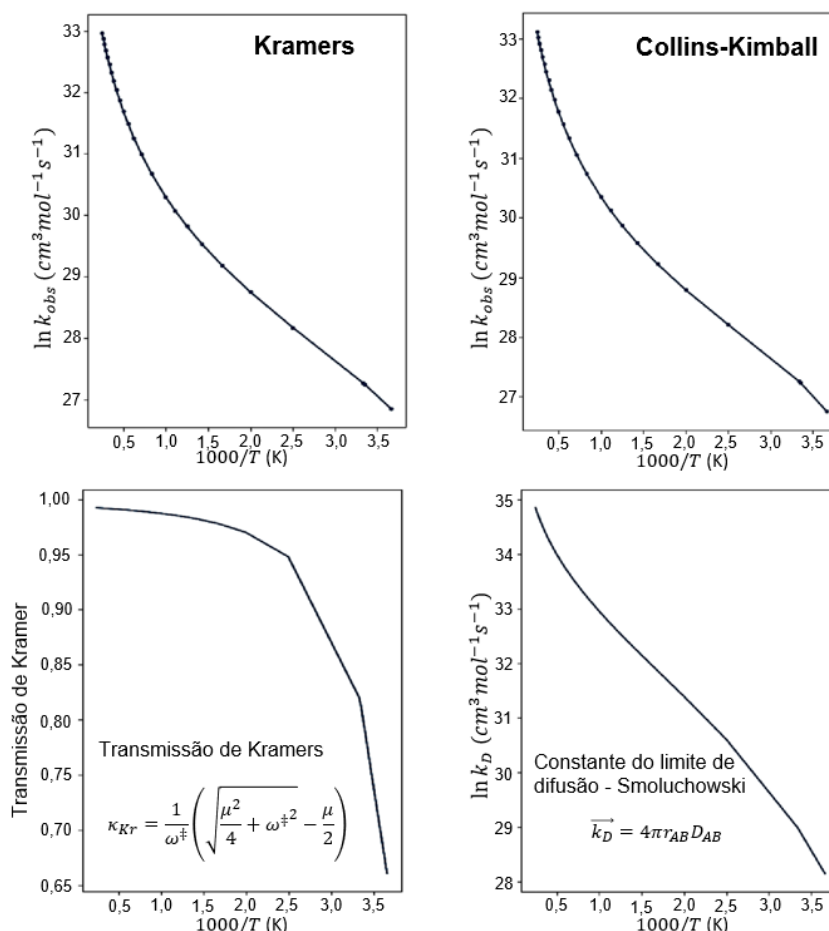 Kramers
33
32
31
30
29
28
27
ln k_obs (cm³mol⁻¹s⁻¹)
0,5 1,0 1,5 2,0 2,5 3,0 3,5
1000/T (K)
Collins-Kimball
33
32
31
30
29
28
27
ln k_obs (cm³mol⁻¹s⁻¹)
0,5 1,0 1,5 2,0 2,5 3,0 3,5
1000/T (K)
1,00
0,95
0,90
0,85
0,80
0,75
0,70
0,65
Transmissão de Kramer
Transmissão de Kramers
κ_Kr = 1/ω‡ (√(μ²/4 + ω‡²) − μ/2)
0,5 1,0 1,5 2,0 2,5 3,0 3,5
1000/T (K)
35
34
33
32
31
30
29
28
ln k_D (cm³mol⁻¹s⁻¹)
Constante do limite de
difusão - Smoluchowski
k_D⃗ = 4πr_AB D_AB
0,5 1,0 1,5 2,0 2,5 3,0 3,5
1000/T (K)